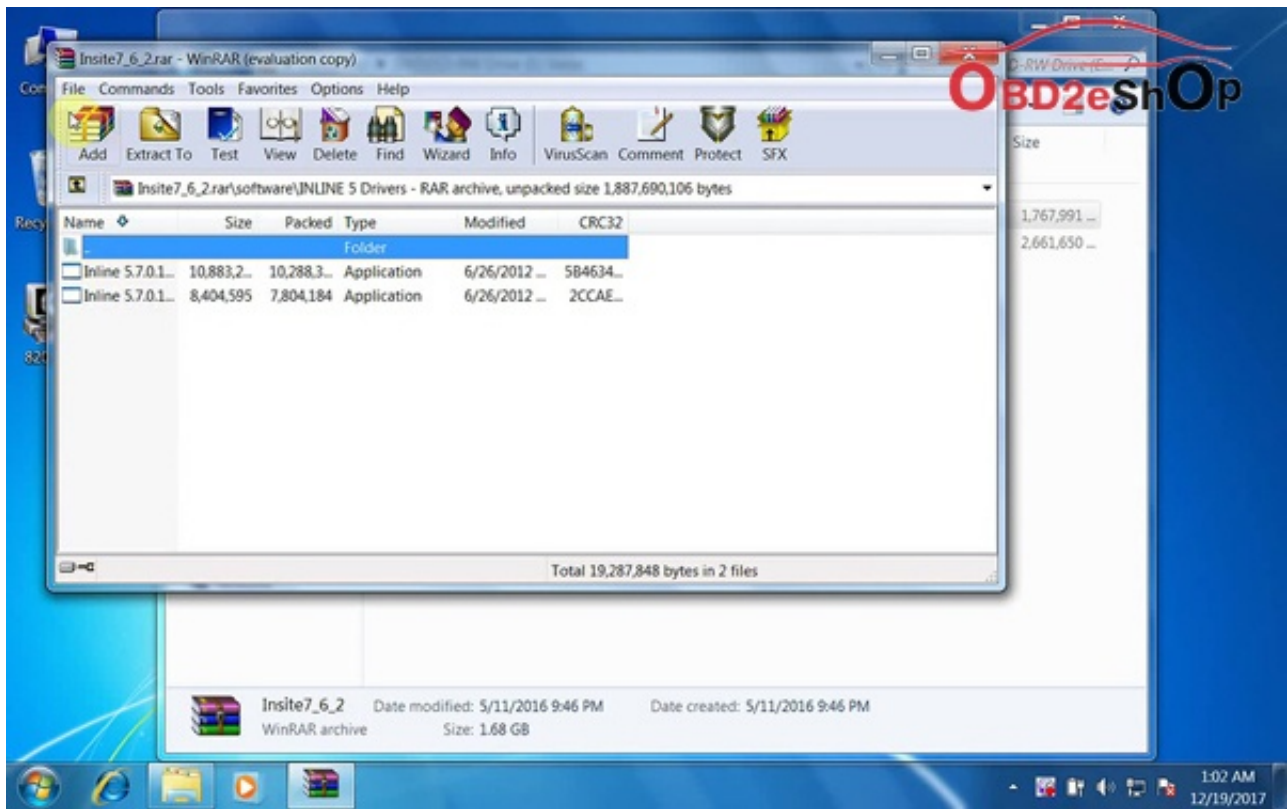 Insite7_6_2.rar - WinRAR (evaluation copy)
OBD2eShOp
File Commands Tools Favorites Options Help
Add Extract To Test View Delete Find Wizard Info VirusScan Comment Protect SFX
Size
Insite7_6_2.rar\software\INLINE 5 Drivers - RAR archive, unpacked size 1,887,690,106 bytes
Name Size Packed Type Modified CRC32
1,767,991 ...
.. Folder
2,661,650 ...
Inline 5.7.0.1... 10,883,2... 10,288,3... Application 6/26/2012 ... 5B4634...
Inline 5.7.0.1... 8,404,595 7,804,184 Application 6/26/2012 ... 2CCAE...
Total 19,287,848 bytes in 2 files
Insite7_6_2 Date modified: 5/11/2016 9:46 PM Date created: 5/11/2016 9:46 PM
WinRAR archive Size: 1.68 GB
1:02 AM
12/19/2017